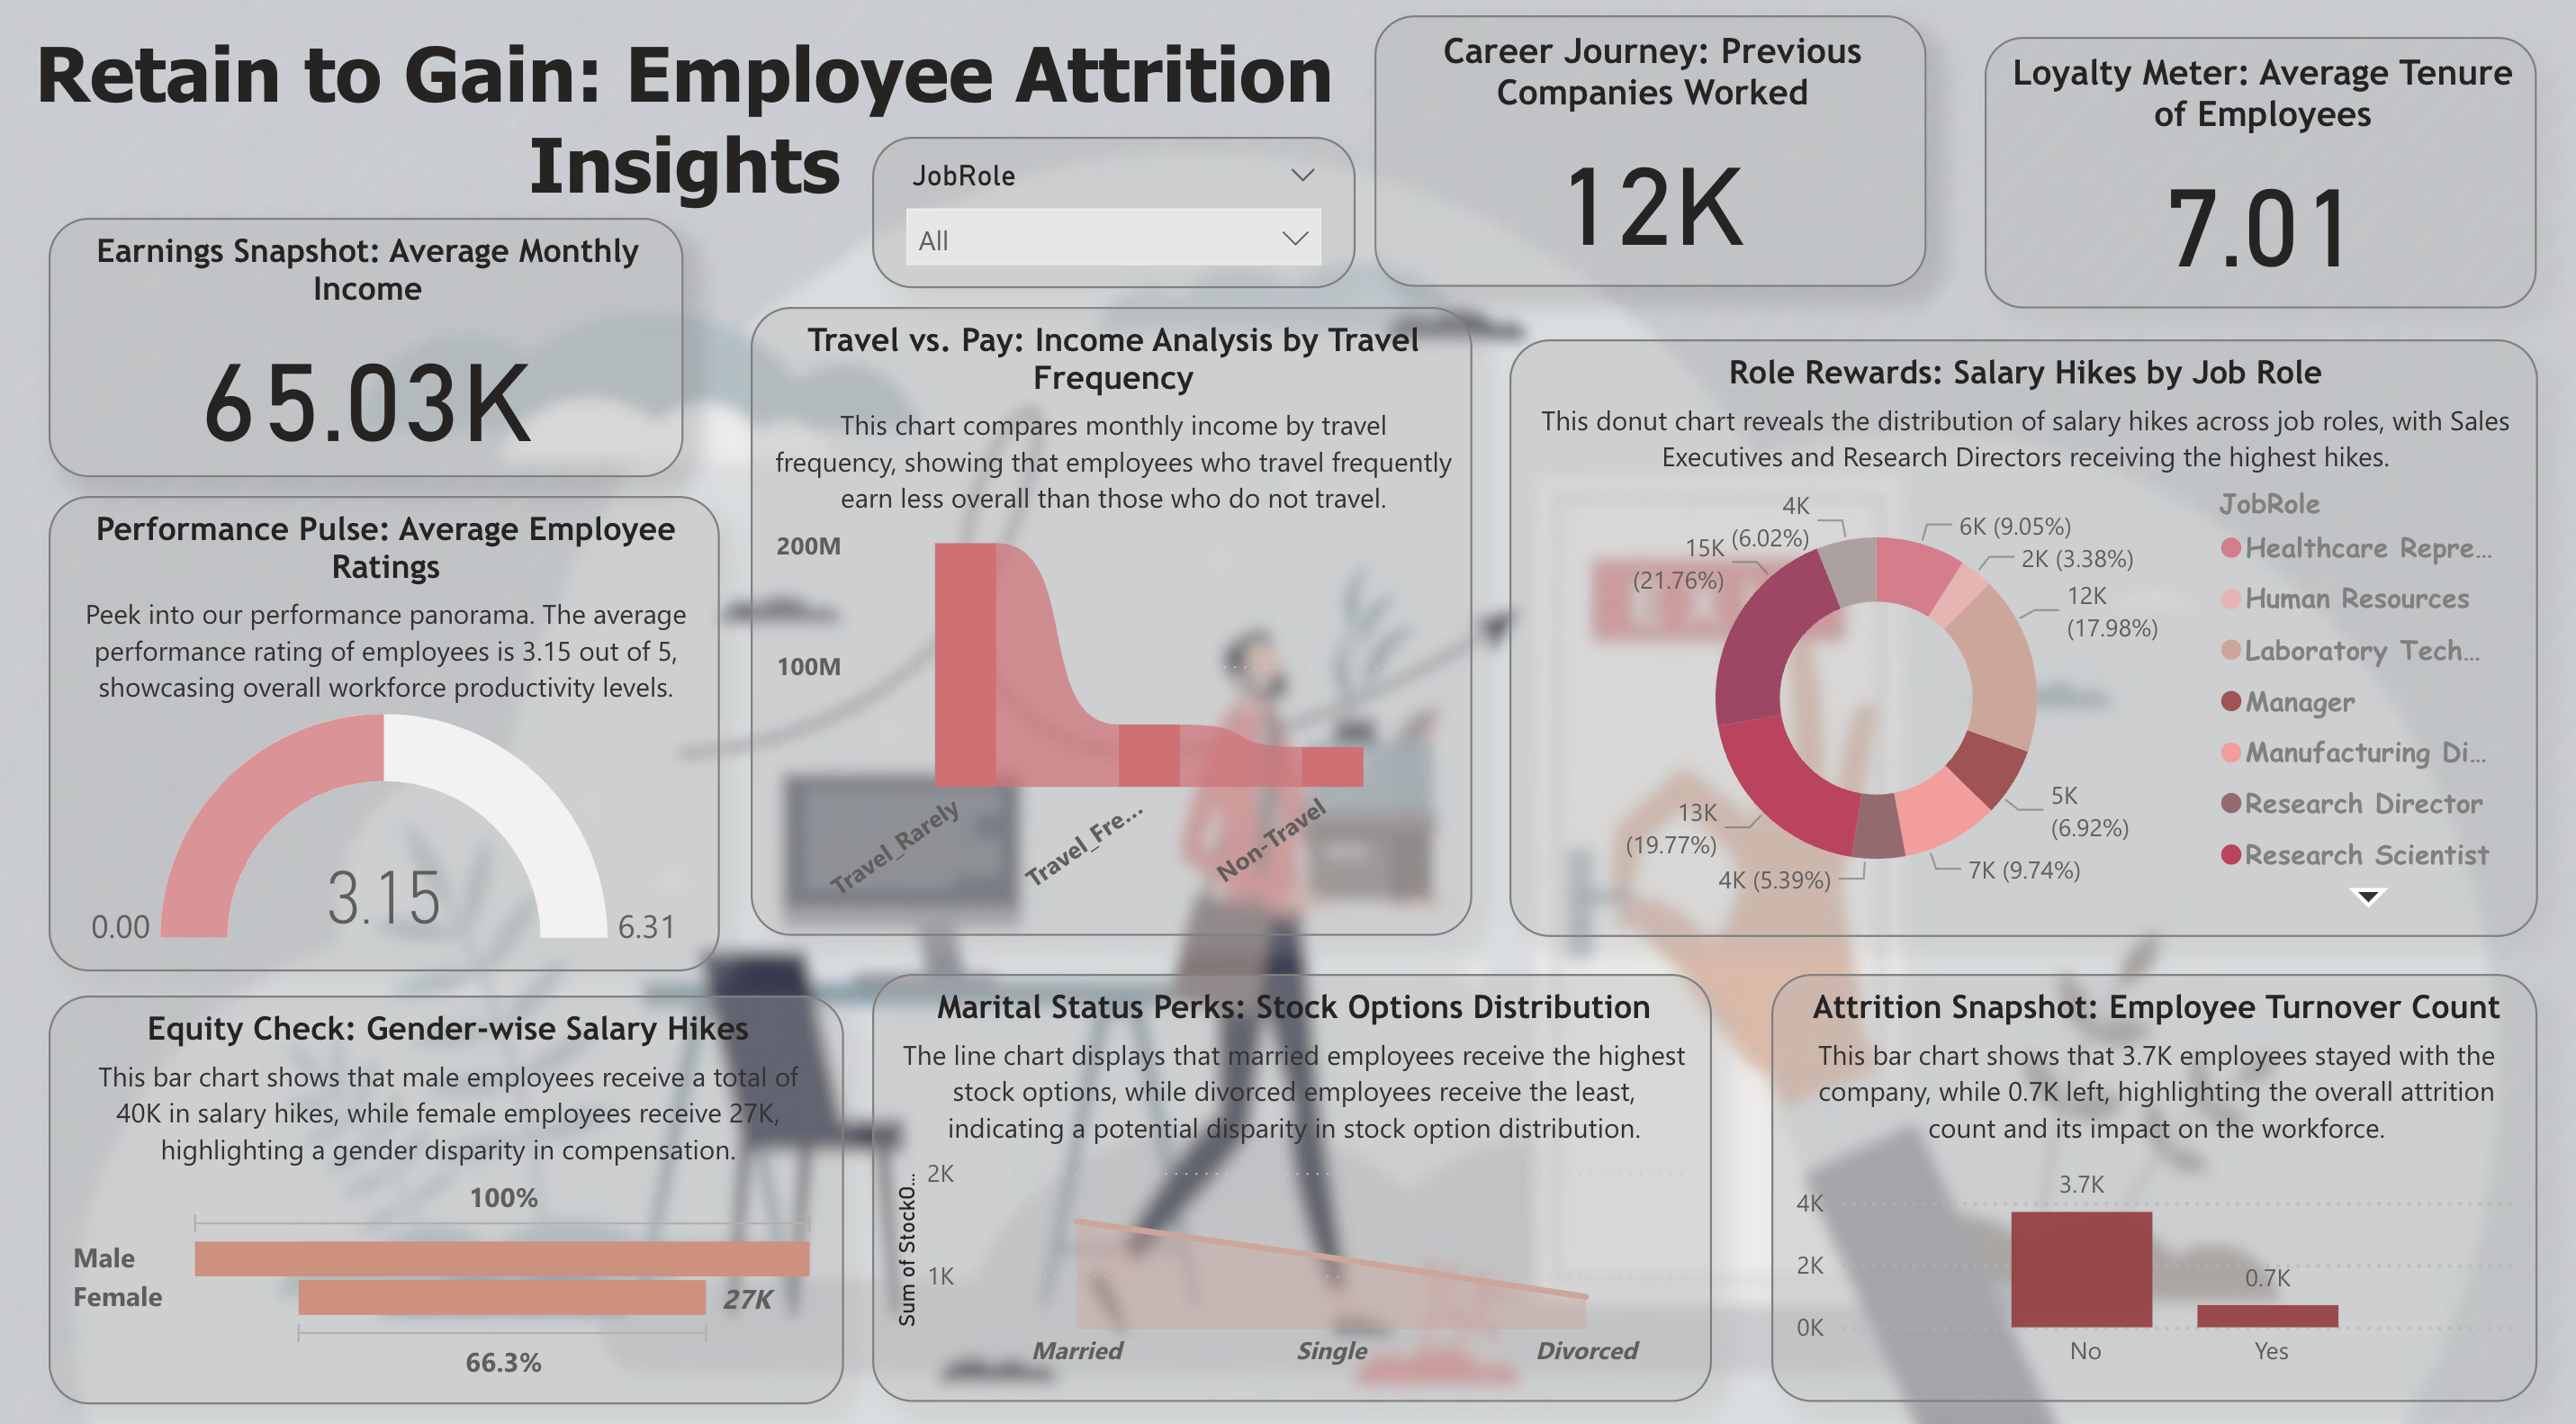 Retain to Gain: Employee Attrition
Insights
JobRole
All
Career Journey: Previous
Companies Worked
12K
Loyalty Meter: Average Tenure
of Employees
7.01
Earnings Snapshot: Average Monthly
Income
65.03K
Performance Pulse: Average Employee
Ratings
Peek into our performance panorama. The average
performance rating of employees is 3.15 out of 5,
showcasing overall workforce productivity levels.
0.00
3.15
6.31
Travel vs. Pay: Income Analysis by Travel
Frequency
This chart compares monthly income by travel
frequency, showing that employees who travel frequently
earn less overall than those who do not travel.
200M
100M
Travel_Rarely
Travel_Fre...
Non-Travel
Role Rewards: Salary Hikes by Job Role
This donut chart reveals the distribution of salary hikes across job roles, with Sales
Executives and Research Directors receiving the highest hikes.
4K
(6.02%)
6K (9.05%)
2K (3.38%)
12K
(17.98%)
5K
(6.92%)
7K (9.74%)
4K (5.39%)
13K
(19.77%)
15K
(21.76%)
EX
JobRole
Healthcare Repre...
Human Resources
Laboratory Tech...
Manager
Manufacturing Di...
Research Director
Research Scientist
Equity Check: Gender-wise Salary Hikes
This bar chart shows that male employees receive a total of
40K in salary hikes, while female employees receive 27K,
highlighting a gender disparity in compensation.
100%
Male
Female
27K
66.3%
Marital Status Perks: Stock Options Distribution
The line chart displays that married employees receive the highest
stock options, while divorced employees receive the least,
indicating a potential disparity in stock option distribution.
Sum of StockO...
2K
1K
Married
Single
Divorced
Attrition Snapshot: Employee Turnover Count
This bar chart shows that 3.7K employees stayed with the
company, while 0.7K left, highlighting the overall attrition
count and its impact on the workforce.
4K
2K
0K
3.7K
0.7K
No
Yes